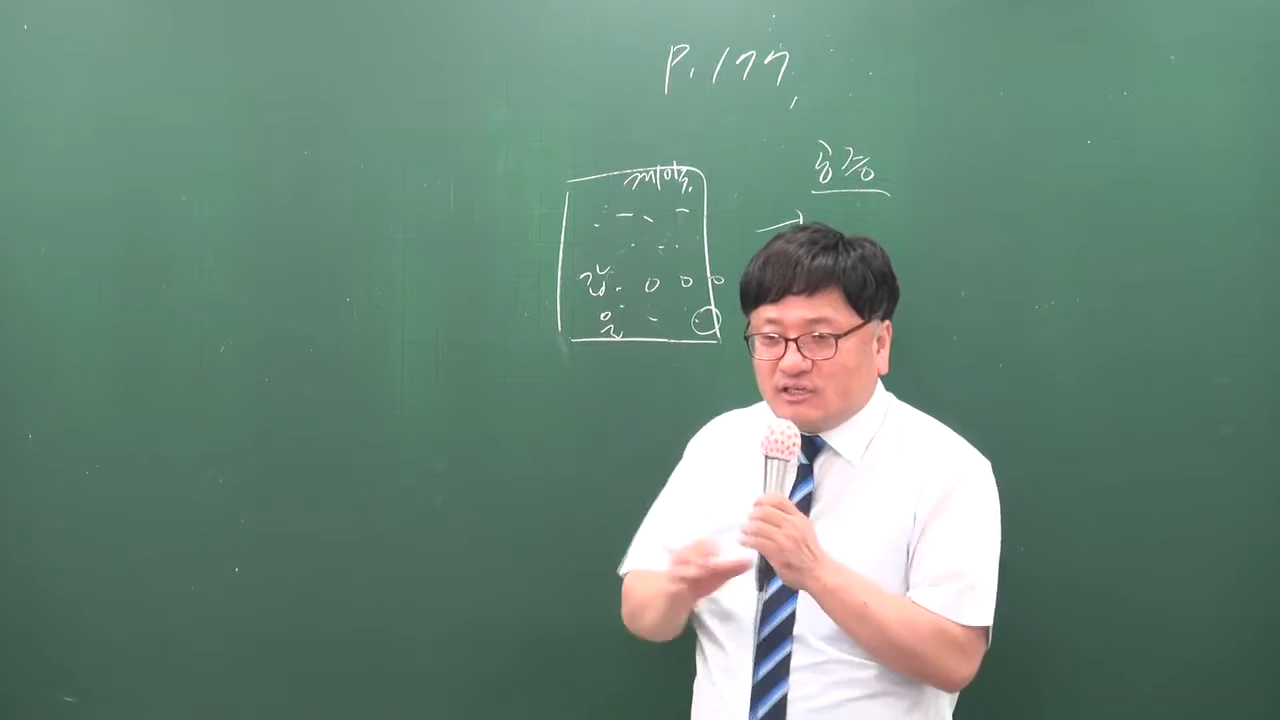 P. 177,
공증
계약.
갑. ㅇ ㅇ ㅇ
을